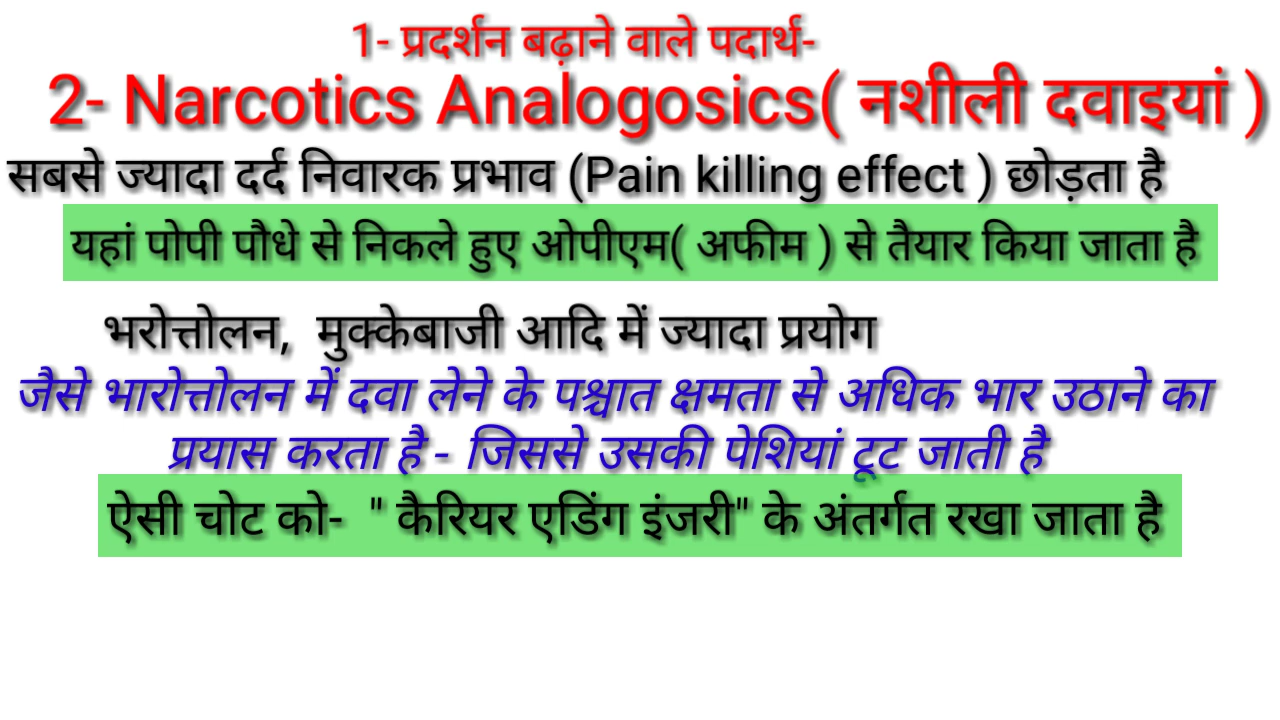 1- प्रदर्शन बढ़ाने वाले पदार्थ-
2- Narcotics Analogosics( नशीली दवाइयां )
सबसे ज्यादा दर्द निवारक प्रभाव (Pain killing effect ) छोड़ता है
यहां पोपी पौधे से निकले हुए ओपीएम( अफीम ) से तैयार किया जाता है
भरोत्तोलन, मुक्केबाजी आदि में ज्यादा प्रयोग
जैसे भारोत्तोलन में दवा लेने के पश्चात क्षमता से अधिक भार उठाने का
प्रयास करता है - जिससे उसकी पेशियां टूट जाती है
ऐसी चोट को- " कैरियर एडिंग इंजरी" के अंतर्गत रखा जाता है